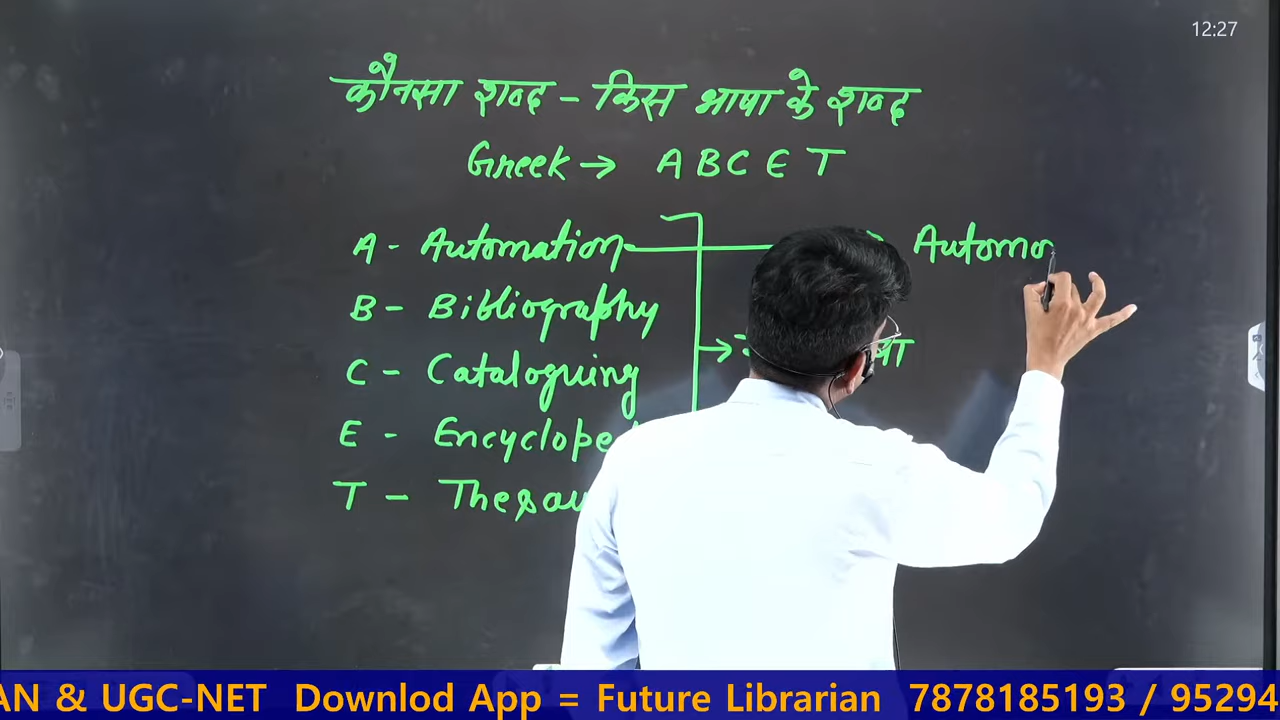 12:27
कौनसा शब्द - किस भाषा के शब्द
Greek → A B C E T
A - Automation → Automo
B - Bibliography
C - Cataloguing →
E - Encyclope
T - Thesau
AN & UGC-NET Downlod App = Future Librarian 7878185193 / 95294